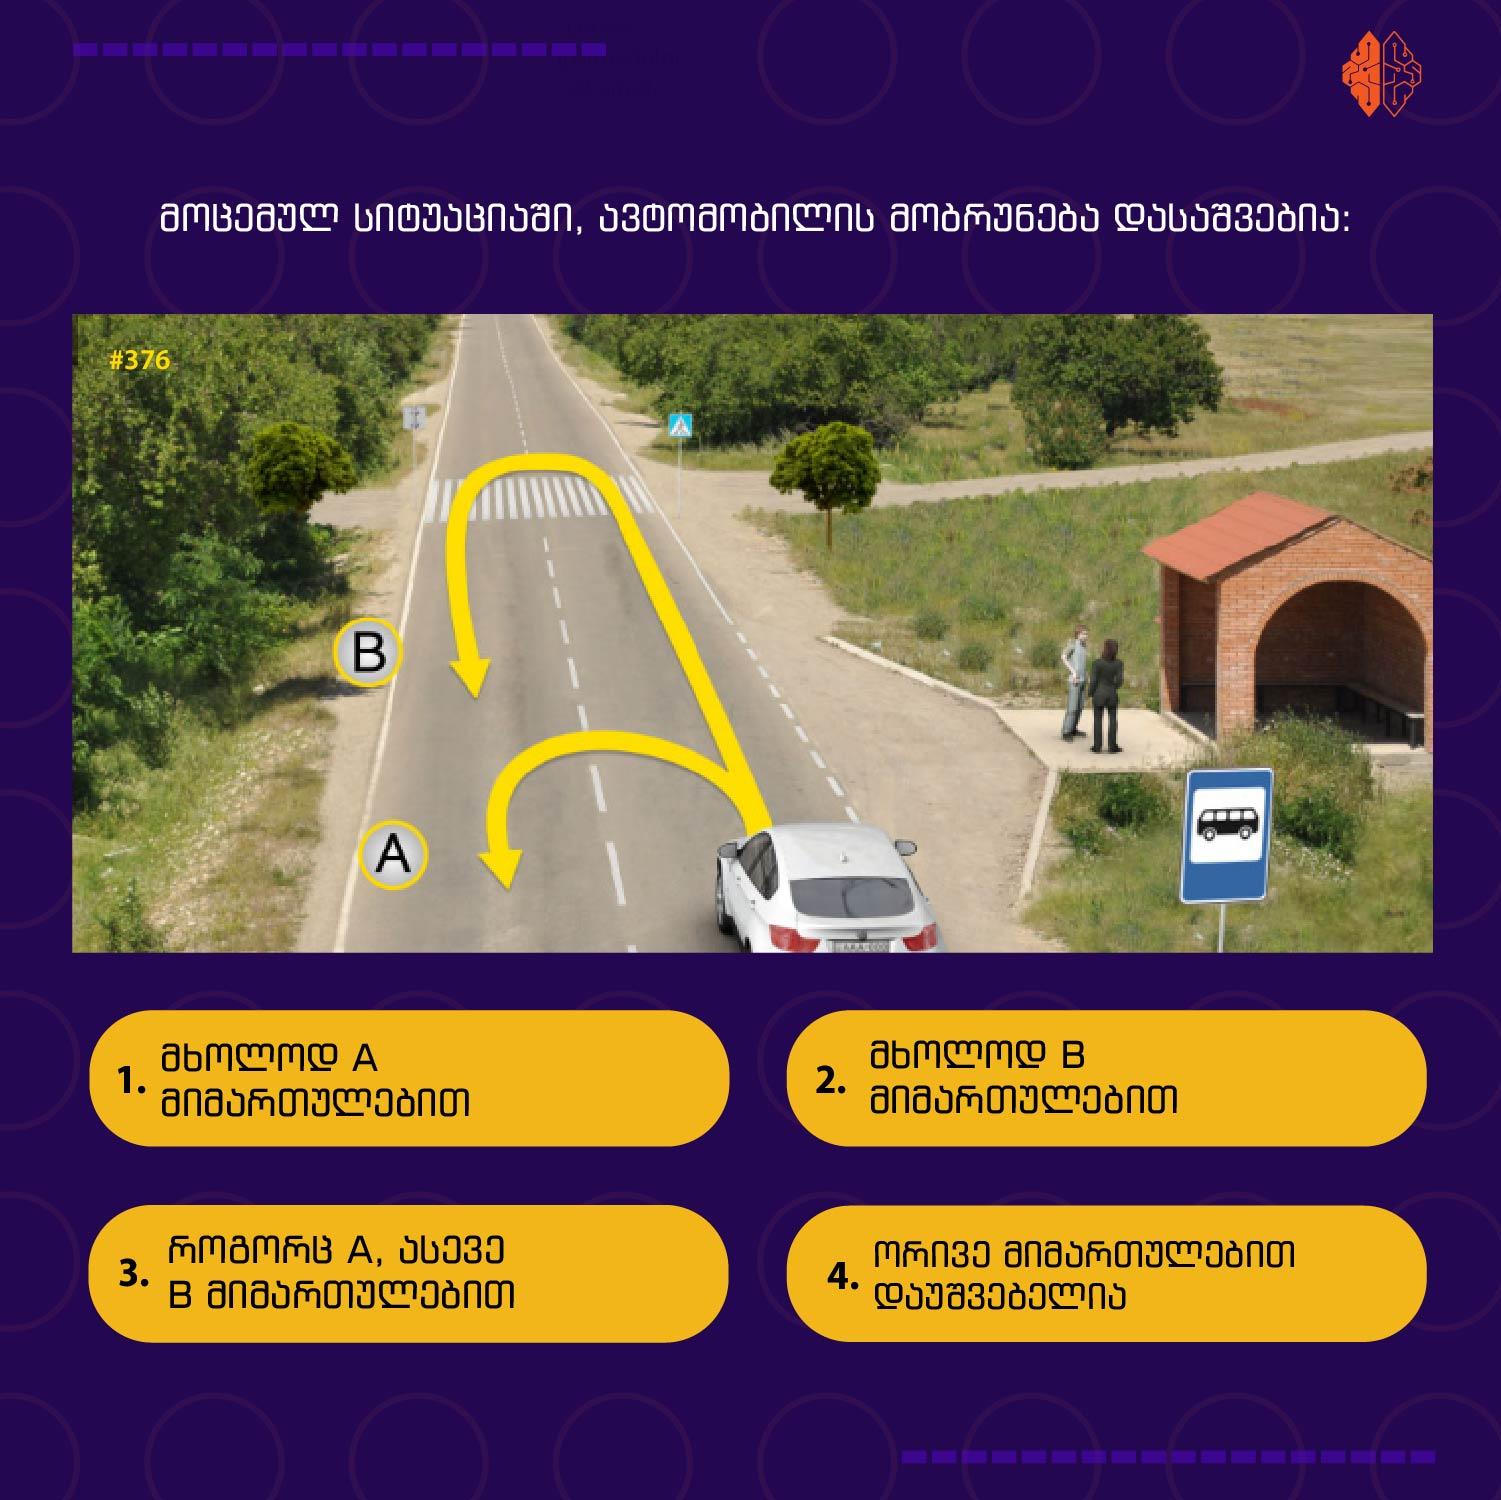 მოცემულ სიტუაციაში, ავტომობილის მობრუნება დასაშვებია:
#376
B
A
1. მხოლოდ A
მიმართულებით
2. მხოლოდ B
მიმართულებით
3. როგორც A, ასევე
B მიმართულებით
4. ორივე მიმართულებით
დაუშვებელია